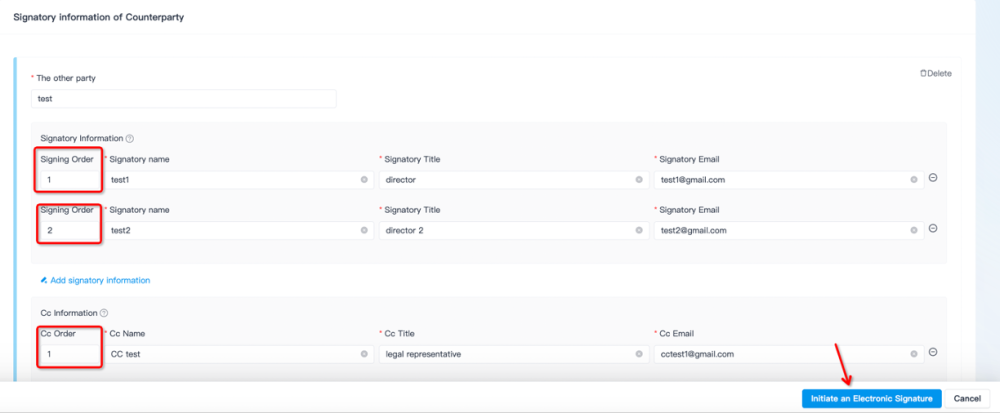 Signatory information of Counterparty
Delete
* The other party
test
Signatory Information
Signing Order * Signatory name * Signatory Title * Signatory Email
1 test1 director test1@gmail.com
Signing Order * Signatory name * Signatory Title * Signatory Email
2 test2 director 2 test2@gmail.com
Add signatory information
Cc Information
Cc Order * Cc Name * Cc Title * Cc Email
1 CC test legal representative cctest1@gmail.com
Initiate an Electronic Signature Cancel